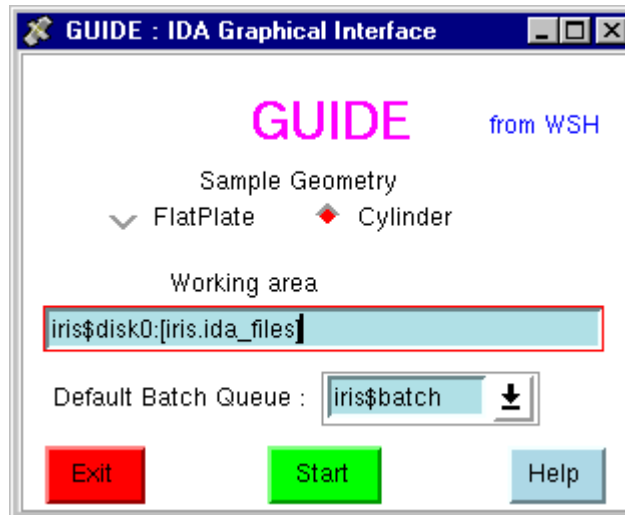 GUIDE : IDA Graphical Interface
GUIDE from WSH
Sample Geometry
FlatPlate Cylinder
Working area
iris$disk0:[iris.ida_files]
Default Batch Queue : iris$batch
Exit Start Help